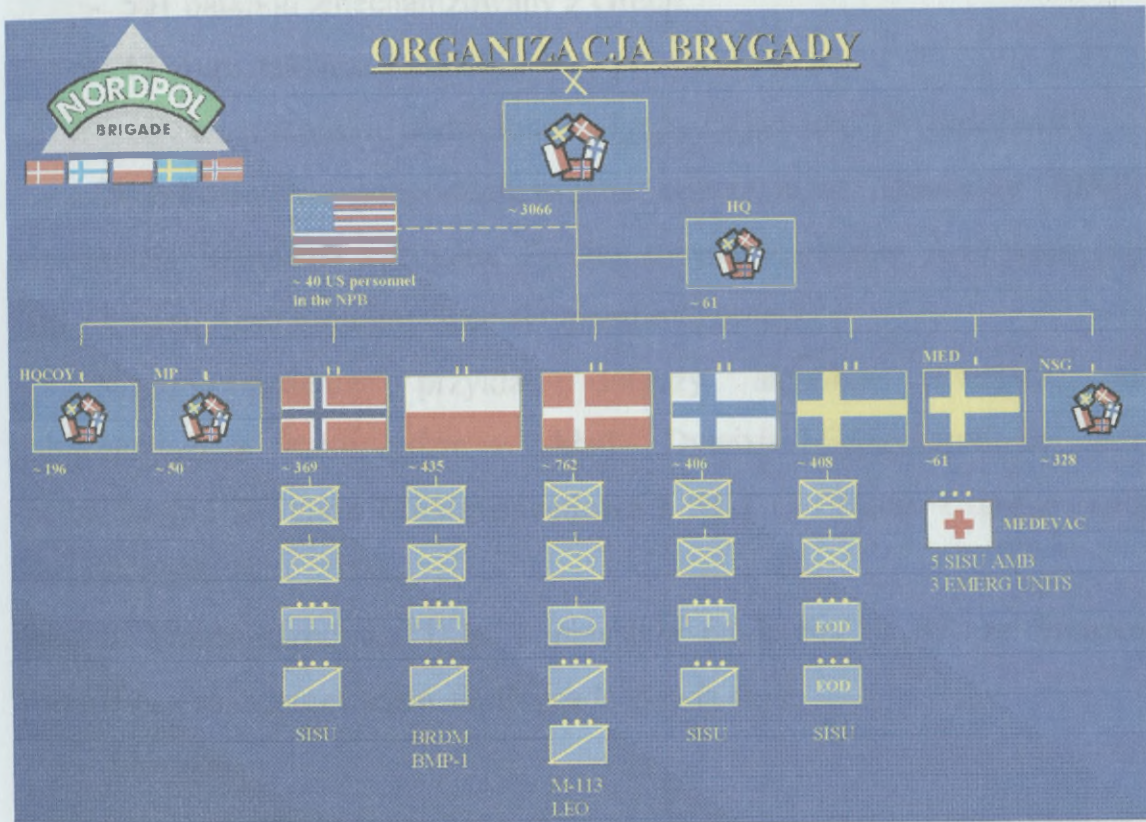 ORGANIZACJA BRYGADY
NORDPOL
BRIGADE
~ 3066
HQ
~ 40 US personnel
in the NPB
~ 61
HQCOY
MP
MED
NSG
~ 196
~ 50
~ 369
~ 435
~ 762
~ 406
~ 408
~61
~ 328
MEDEVAC
5 SISU AMB
3 EMERG UNITS
EOD
EOD
SISU
BRDM
BMP-1
SISU
SISU
M-113
LEO